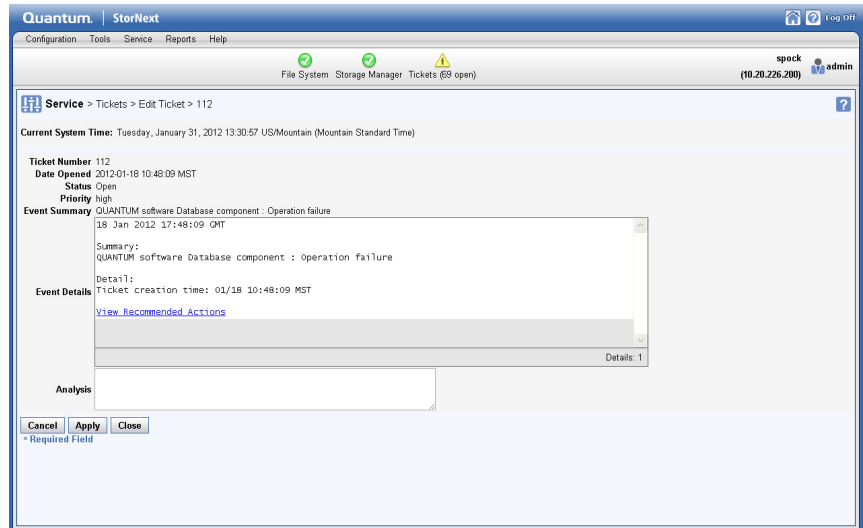 Quantum. StorNext
Log Off
Configuration Tools Service Reports Help
File System Storage Manager Tickets (69 open)
spock
(10.20.226.200)
admin
Service > Tickets > Edit Ticket > 112
Current System Time: Tuesday, January 31, 2012 13:30:57 US/Mountain (Mountain Standard Time)
Ticket Number 112
Date Opened 2012-01-18 10:48:09 MST
Status Open
Priority high
Event Summary QUANTUM software Database component : Operation failure
18 Jan 2012 17:48:09 GMT
Summary:
QUANTUM software Database component : Operation failure
Detail:
Event Details Ticket creation time: 01/18 10:48:09 MST
View Recommended Actions
Details: 1
Analysis
Cancel Apply Close
^ Required Field